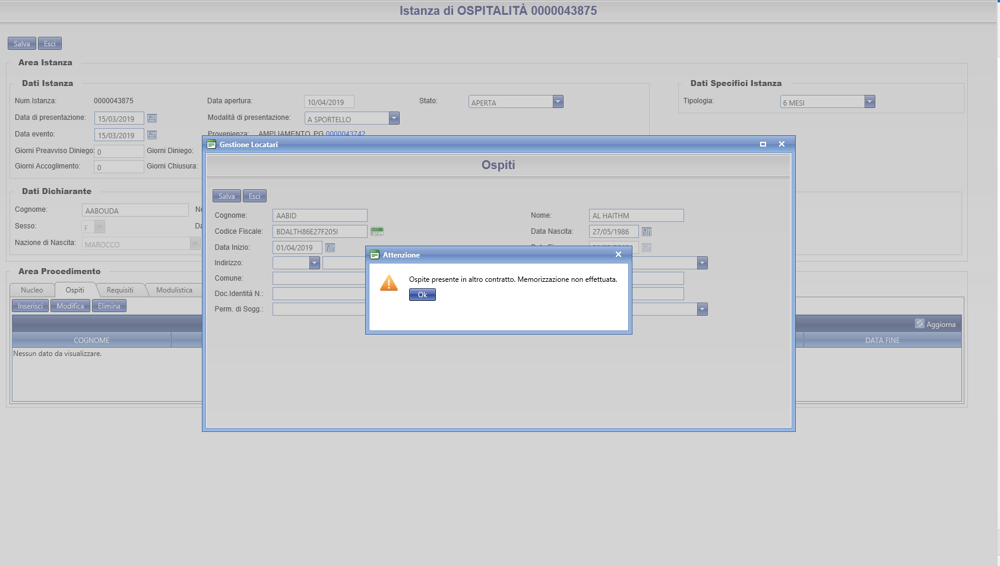 Istanza di OSPITALITÀ 0000043875
Salva Esci
Area Istanza
Dati Istanza
Dati Specifici Istanza
Num.Istanza: 0000043875 Data apertura: 10/04/2019 Stato: APERTA Tipologia: 6 MESI
Data di presentazione: 15/03/2019 Modalità di presentazione: A SPORTELLO
Data evento: 15/03/2019 Provenienza: AMPLIAMENTO PG 0000043742
Giorni Preavviso Diniego: 0 Giorni Diniego:
Giorni Accoglimento: 0 Giorni Chiusura:
Dati Dichiarante
Cognome: AABOUDA
Sesso: F
Nazione di Nascita: MAROCCO
Area Procedimento
Nucleo Ospiti Requisiti Modulistica
Inserisci Modifica Elimina
Aggiorna
COGNOME DATA FINE
Nessun dato da visualizzare.
Gestione Locatari
Ospiti
Salva Esci
Cognome: AABID Nome: AL HAITHM
Codice Fiscale: BDALTH86E27F205I Data Nascita: 27/05/1986
Data Inizio: 01/04/2019
Indirizzo:
Comune:
Doc.Identità N.:
Perm. di Sogg.:
Attenzione
Ospite presente in altro contratto. Memorizzazione non effettuata.
Ok